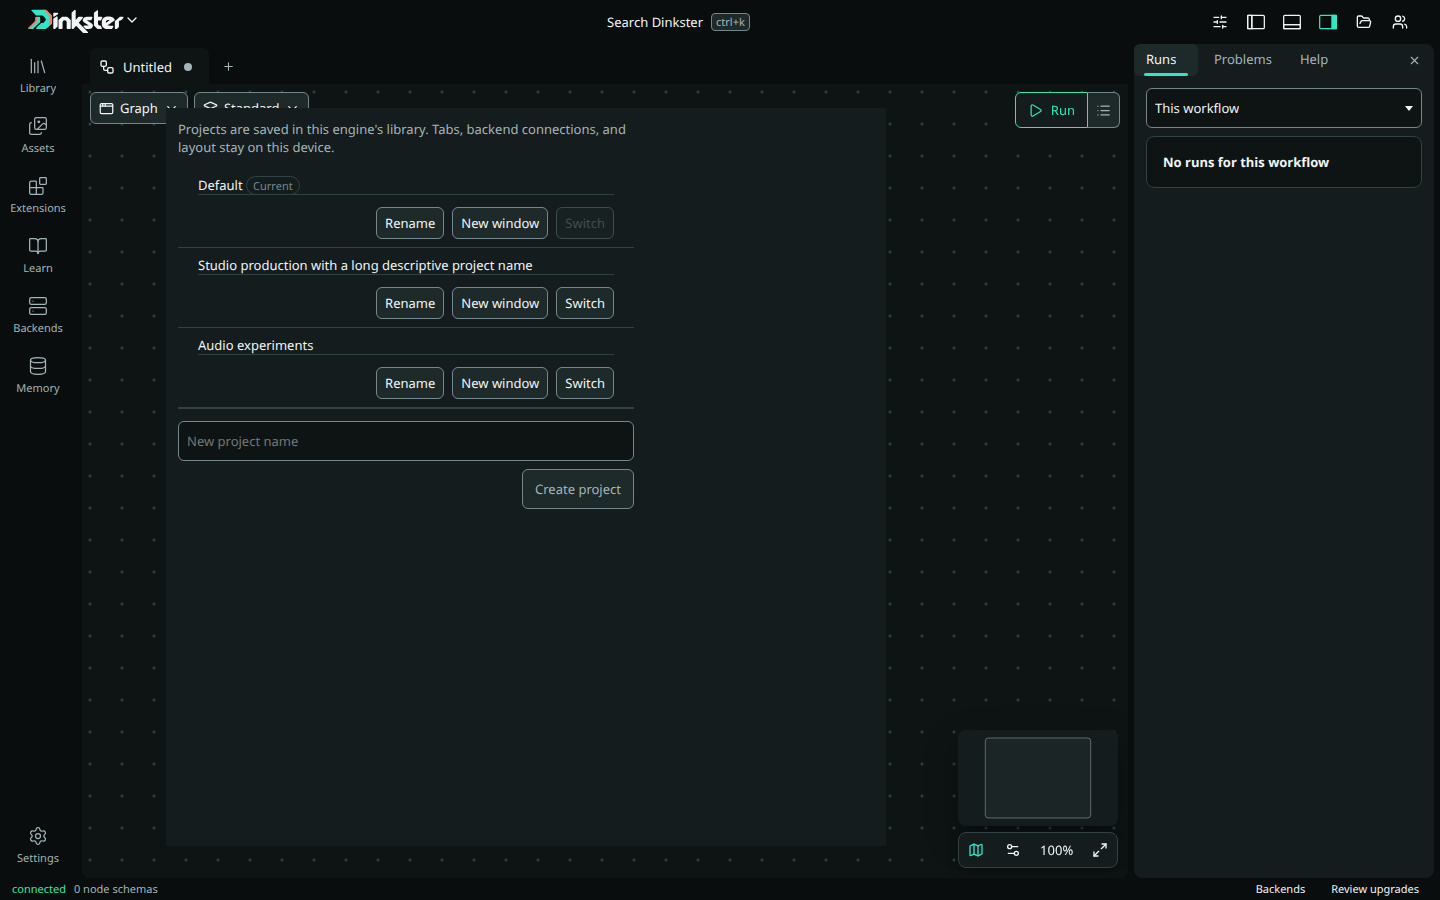 Dinkster
Search Dinkster ctrl+k
Library
Assets
Extensions
Learn
Backends
Memory
Settings
Untitled
Graph
Standard
Run
Projects are saved in this engine's library. Tabs, backend connections, and
layout stay on this device.
Default Current
Rename New window Switch
Studio production with a long descriptive project name
Rename New window Switch
Audio experiments
Rename New window Switch
New project name
Create project
100%
Runs Problems Help
This workflow
No runs for this workflow
connected 0 node schemas
Backends Review upgrades